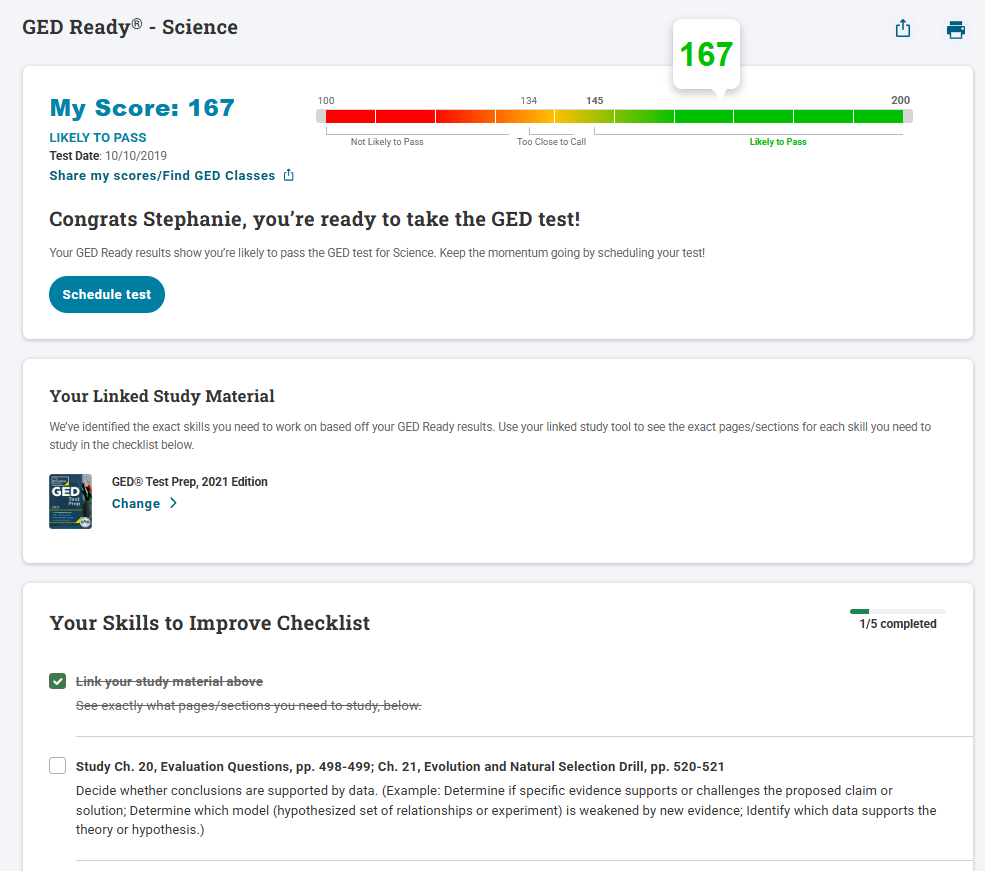 GED Ready® - Science
167
My Score: 167
100 134 145 200
LIKELY TO PASS
Not Likely to Pass Too Close to Call Likely to Pass
Test Date: 10/10/2019
Share my scores/Find GED Classes
Congrats Stephanie, you’re ready to take the GED test!
Your GED Ready results show you’re likely to pass the GED test for Science. Keep the momentum going by scheduling your test!
Schedule test
Your Linked Study Material
We’ve identified the exact skills you need to work on based off your GED Ready results. Use your linked study tool to see the exact pages/sections for each skill you need to
study in the checklist below.
GED
Test
Prep
GED® Test Prep, 2021 Edition
Change
Your Skills to Improve Checklist
1/5 completed
Link your study material above
See exactly what pages/sections you need to study, below.
Study Ch. 20, Evaluation Questions, pp. 498-499; Ch. 21, Evolution and Natural Selection Drill, pp. 520-521
Decide whether conclusions are supported by data. (Example: Determine if specific evidence supports or challenges the proposed claim or
solution; Determine which model (hypothesized set of relationships or experiment) is weakened by new evidence; Identify which data supports the
theory or hypothesis.)